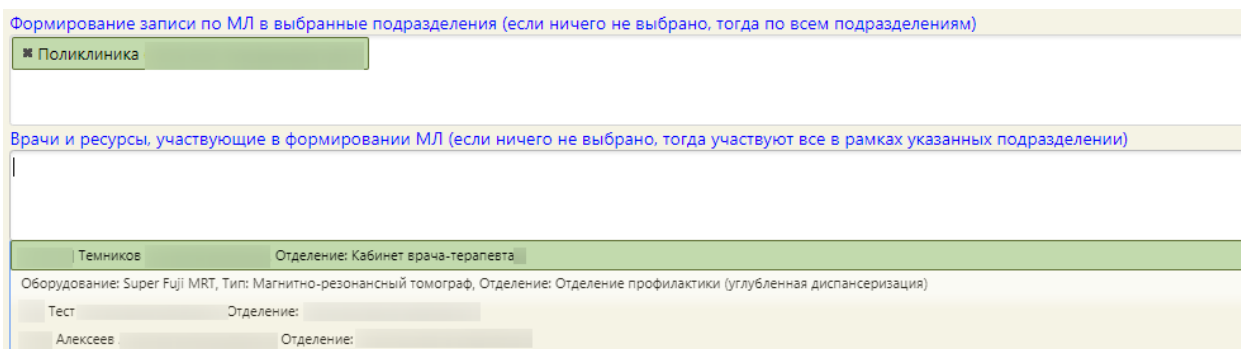 Формирование записи по МЛ в выбранные подразделения (если ничего не выбрано, тогда по всем подразделениям)
✖ Поликлиника
Врачи и ресурсы, участвующие в формировании МЛ (если ничего не выбрано, тогда участвуют все в рамках указанных подразделении)
Темников Отделение: Кабинет врача-терапевта
Оборудование: Super Fuji MRT, Тип: Магнитно-резонансный томограф, Отделение: Отделение профилактики (углубленная диспансеризация)
Тест Отделение:
Алексеев Отделение: